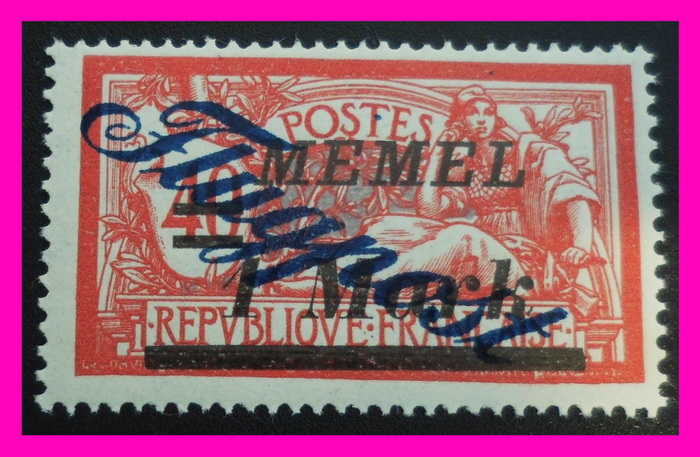 POSTES
40
MEMEL
Flugpost
1 Mark
REPVBLIQVE·FRANÇAISE